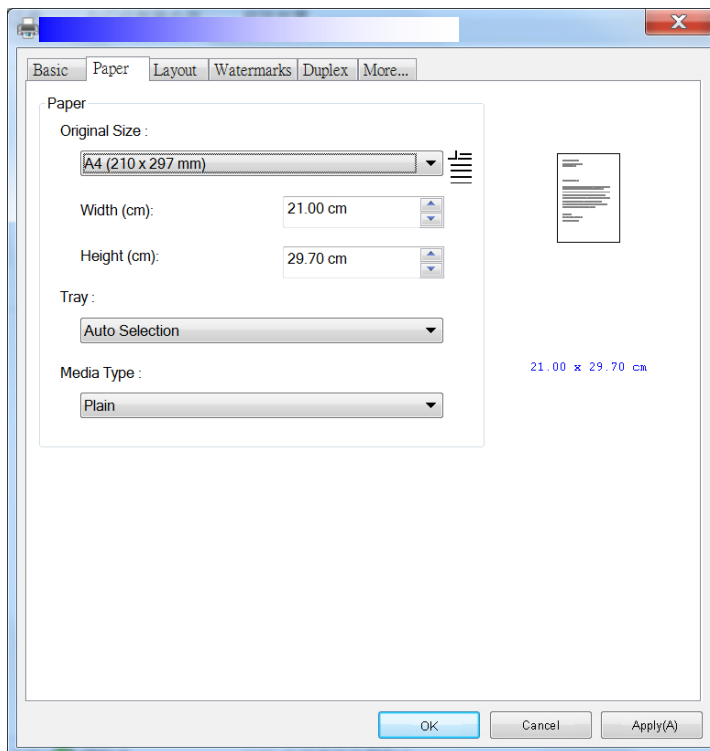 Basic Paper Layout Watermarks Duplex More...
Paper
Original Size :
A4 (210 x 297 mm)
Width (cm): 21.00 cm
Height (cm): 29.70 cm
Tray :
Auto Selection
Media Type :
Plain
21.00 x 29.70 cm
OK Cancel Apply(A)